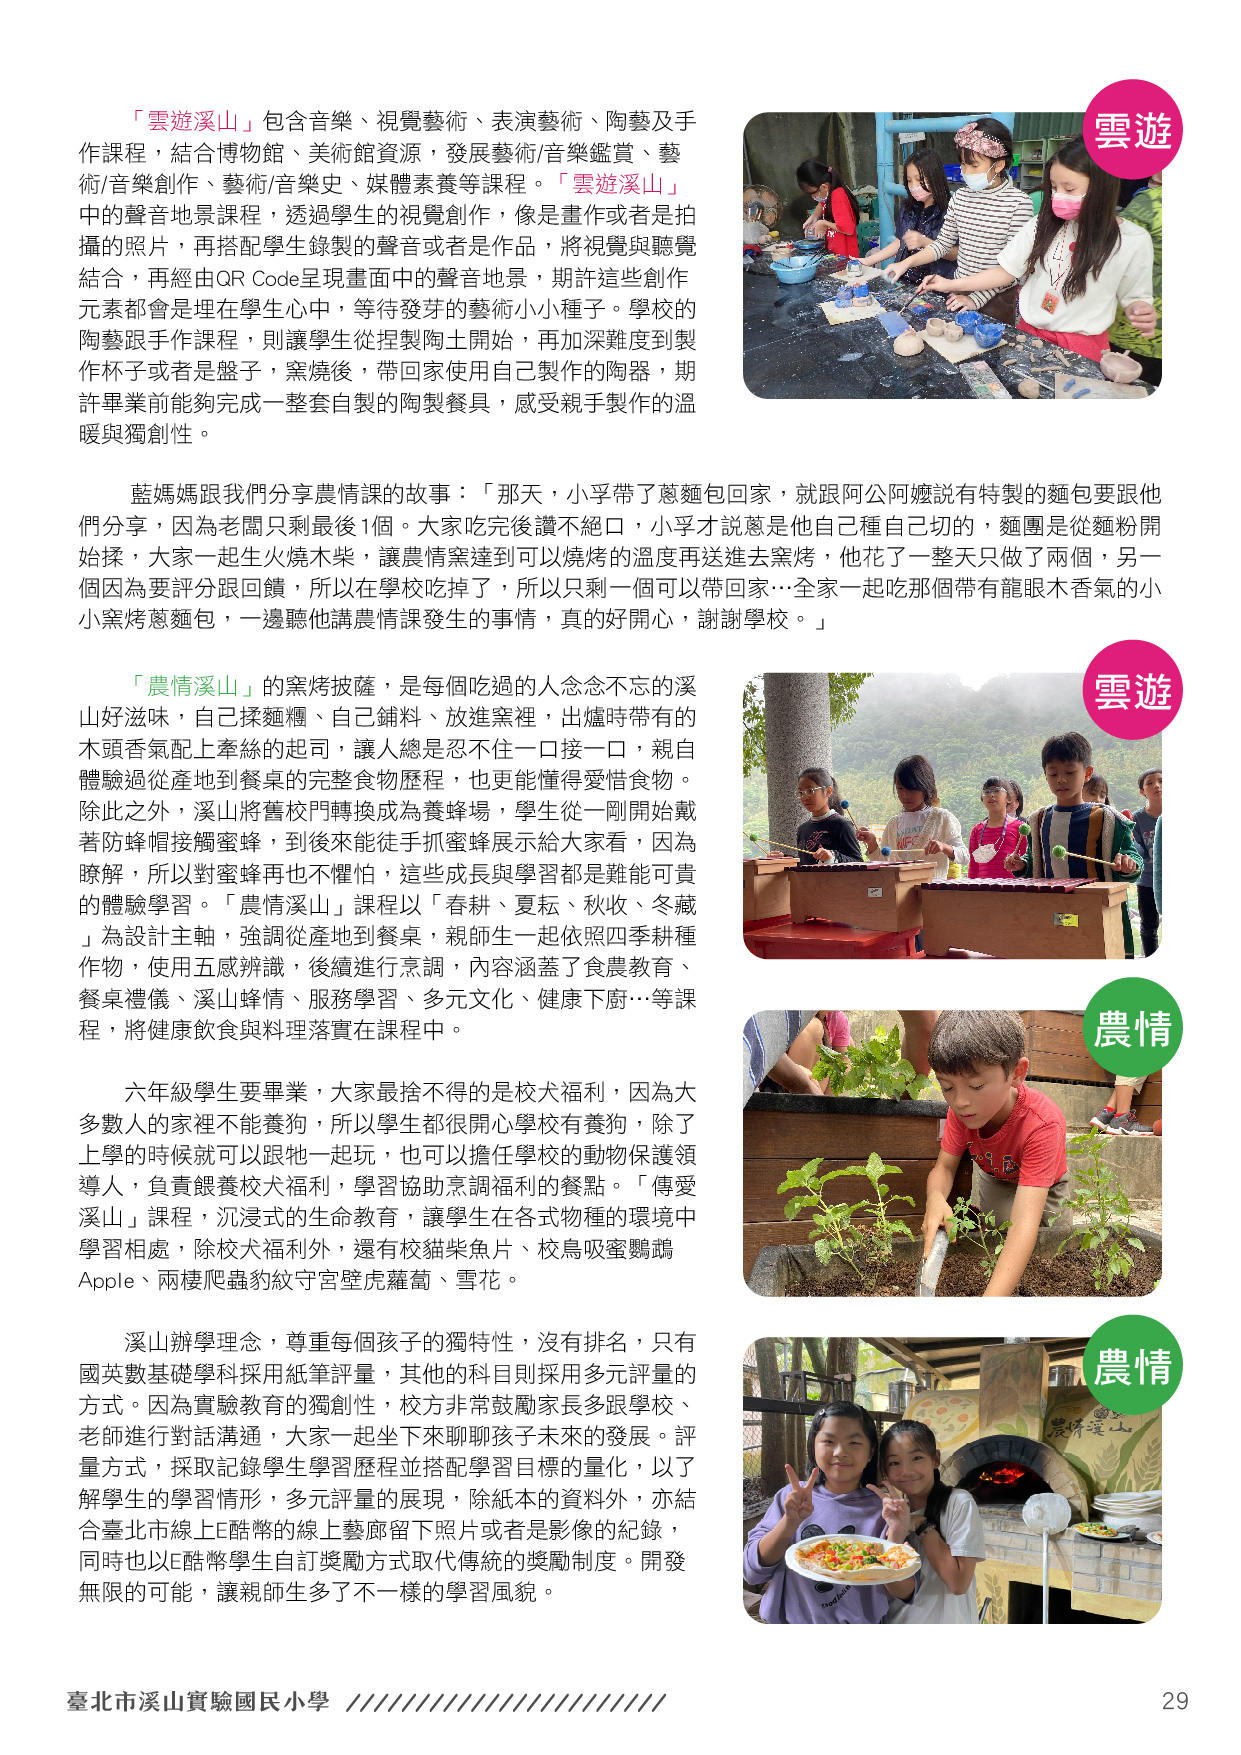 「雲遊溪山」包含音樂、視覺藝術、表演藝術、陶藝及手
作課程，結合博物館、美術館資源，發展藝術/音樂鑑賞、藝
術/音樂創作、藝術/音樂史、媒體素養等課程。「雲遊溪山」
中的聲音地景課程，透過學生的視覺創作，像是畫作或者是拍
攝的照片，再搭配學生錄製的聲音或者是作品，將視覺與聽覺
結合，再經由QR Code呈現畫面中的聲音地景，期許這些創作
元素都會是埋在學生心中，等待發芽的藝術小小種子。學校的
陶藝跟手作課程，則讓學生從捏製陶土開始，再加深難度到製
作杯子或者是盤子，窯燒後，帶回家使用自己製作的陶器，期
許畢業前能夠完成一整套自製的陶製餐具，感受親手製作的溫
暖與獨創性。
雲遊
藍媽媽跟我們分享農情課的故事：「那天，小孚帶了蔥麵包回家，就跟阿公阿嬤說有特製的麵包要跟他
們分享，因為老闆只剩最後1個。大家吃完後讚不絕口，小孚才說蔥是他自己種自己切的，麵團是從麵粉開
始揉，大家一起生火燒木柴，讓農情窯達到可以燒烤的溫度再送進去窯烤，他花了一整天只做了兩個，另一
個因為要評分跟回饋，所以在學校吃掉了，所以只剩一個可以帶回家…全家一起吃那個帶有龍眼木香氣的小
小窯烤蔥麵包，一邊聽他講農情課發生的事情，真的好開心，謝謝學校。」
「農情溪山」的窯烤披薩，是每個吃過的人念念不忘的溪
山好滋味，自己揉麵糰、自己鋪料、放進窯裡，出爐時帶有的
木頭香氣配上牽絲的起司，讓人總是忍不住一口接一口，親自
體驗過從產地到餐桌的完整食物歷程，也更能懂得愛惜食物。
除此之外，溪山將舊校門轉換成為養蜂場，學生從一剛開始戴
著防蜂帽接觸蜜蜂，到後來能徒手抓蜜蜂展示給大家看，因為
瞭解，所以對蜜蜂再也不懼怕，這些成長與學習都是難能可貴
的體驗學習。「農情溪山」課程以「春耕、夏耘、秋收、冬藏
」為設計主軸，強調從產地到餐桌，親師生一起依照四季耕種
作物，使用五感辨識，後續進行烹調，內容涵蓋了食農教育、
餐桌禮儀、溪山蜂情、服務學習、多元文化、健康下廚…等課
程，將健康飲食與料理落實在課程中。
雲遊
農情
六年級學生要畢業，大家最捨不得的是校犬福利，因為大
多數人的家裡不能養狗，所以學生都很開心學校有養狗，除了
上學的時候就可以跟牠一起玩，也可以擔任學校的動物保護領
導人，負責餵養校犬福利，學習協助烹調福利的餐點。「傳愛
溪山」課程，沉浸式的生命教育，讓學生在各式物種的環境中
學習相處，除校犬福利外，還有校貓柴魚片、校鳥吸蜜鸚鵡
Apple、兩棲爬蟲豹紋守宮壁虎蘿蔔、雪花。
溪山辦學理念，尊重每個孩子的獨特性，沒有排名，只有
國英數基礎學科採用紙筆評量，其他的科目則採用多元評量的
方式。因為實驗教育的獨創性，校方非常鼓勵家長多跟學校、
老師進行對話溝通，大家一起坐下來聊聊孩子未來的發展。評
量方式，採取記錄學生學習歷程並搭配學習目標的量化，以了
解學生的學習情形，多元評量的展現，除紙本的資料外，亦結
合臺北市線上E酷幣的線上藝廊留下照片或者是影像的紀錄，
同時也以E酷幣學生自訂獎勵方式取代傳統的獎勵制度。開發
無限的可能，讓親師生多了不一樣的學習風貌。
農情
農情溪山
臺北市溪山實驗國民小學
29